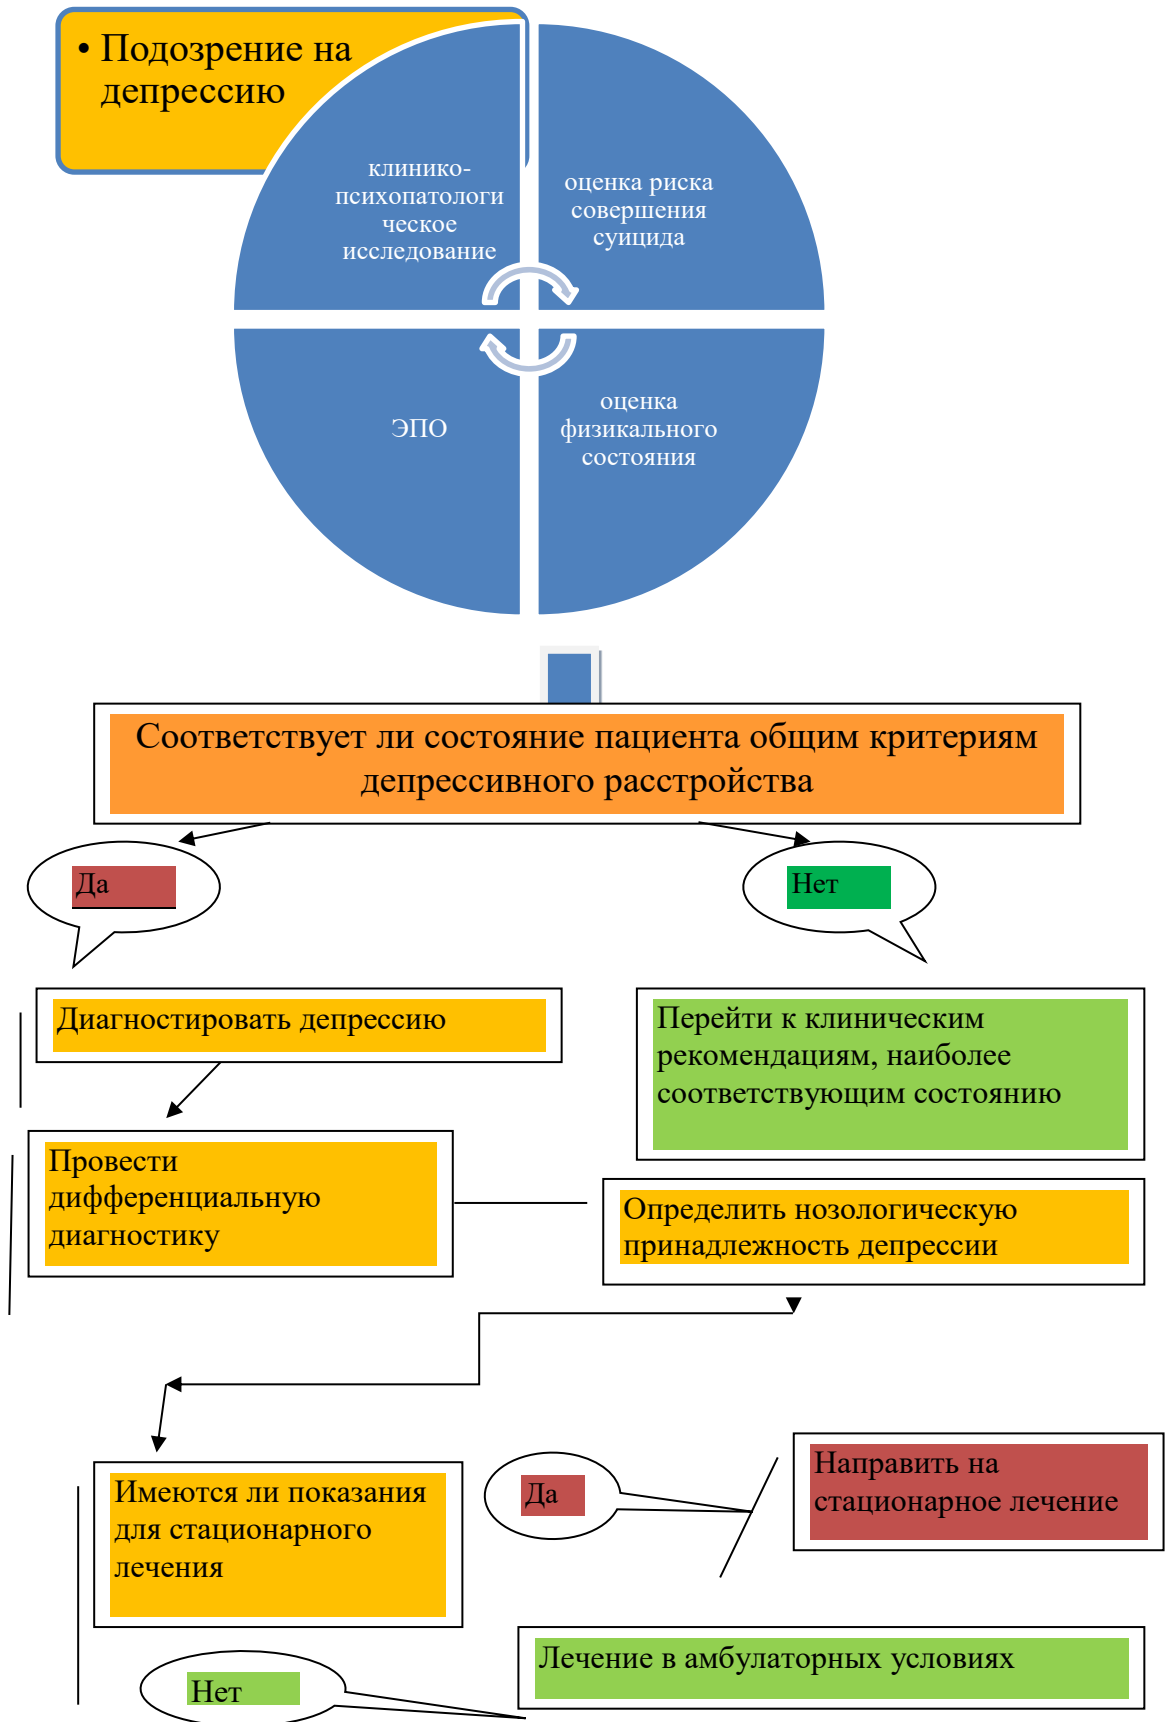 • Подозрение на
депрессию
клинико-
психопатологи
ческое
исследование
оценка риска
совершения
суицида
ЭПО
оценка
физикального
состояния
Соответствует ли состояние пациента общим критериям
депрессивного расстройства
Да
Нет
Диагностировать депрессию
Перейти к клиническим
рекомендациям, наиболее
соответствующим состоянию
Провести
дифференциальную
диагностику
Определить нозологическую
принадлежность депрессии
Имеются ли показания
для стационарного
лечения
Да
Направить на
стационарное лечение
Нет
Лечение в амбулаторных условиях